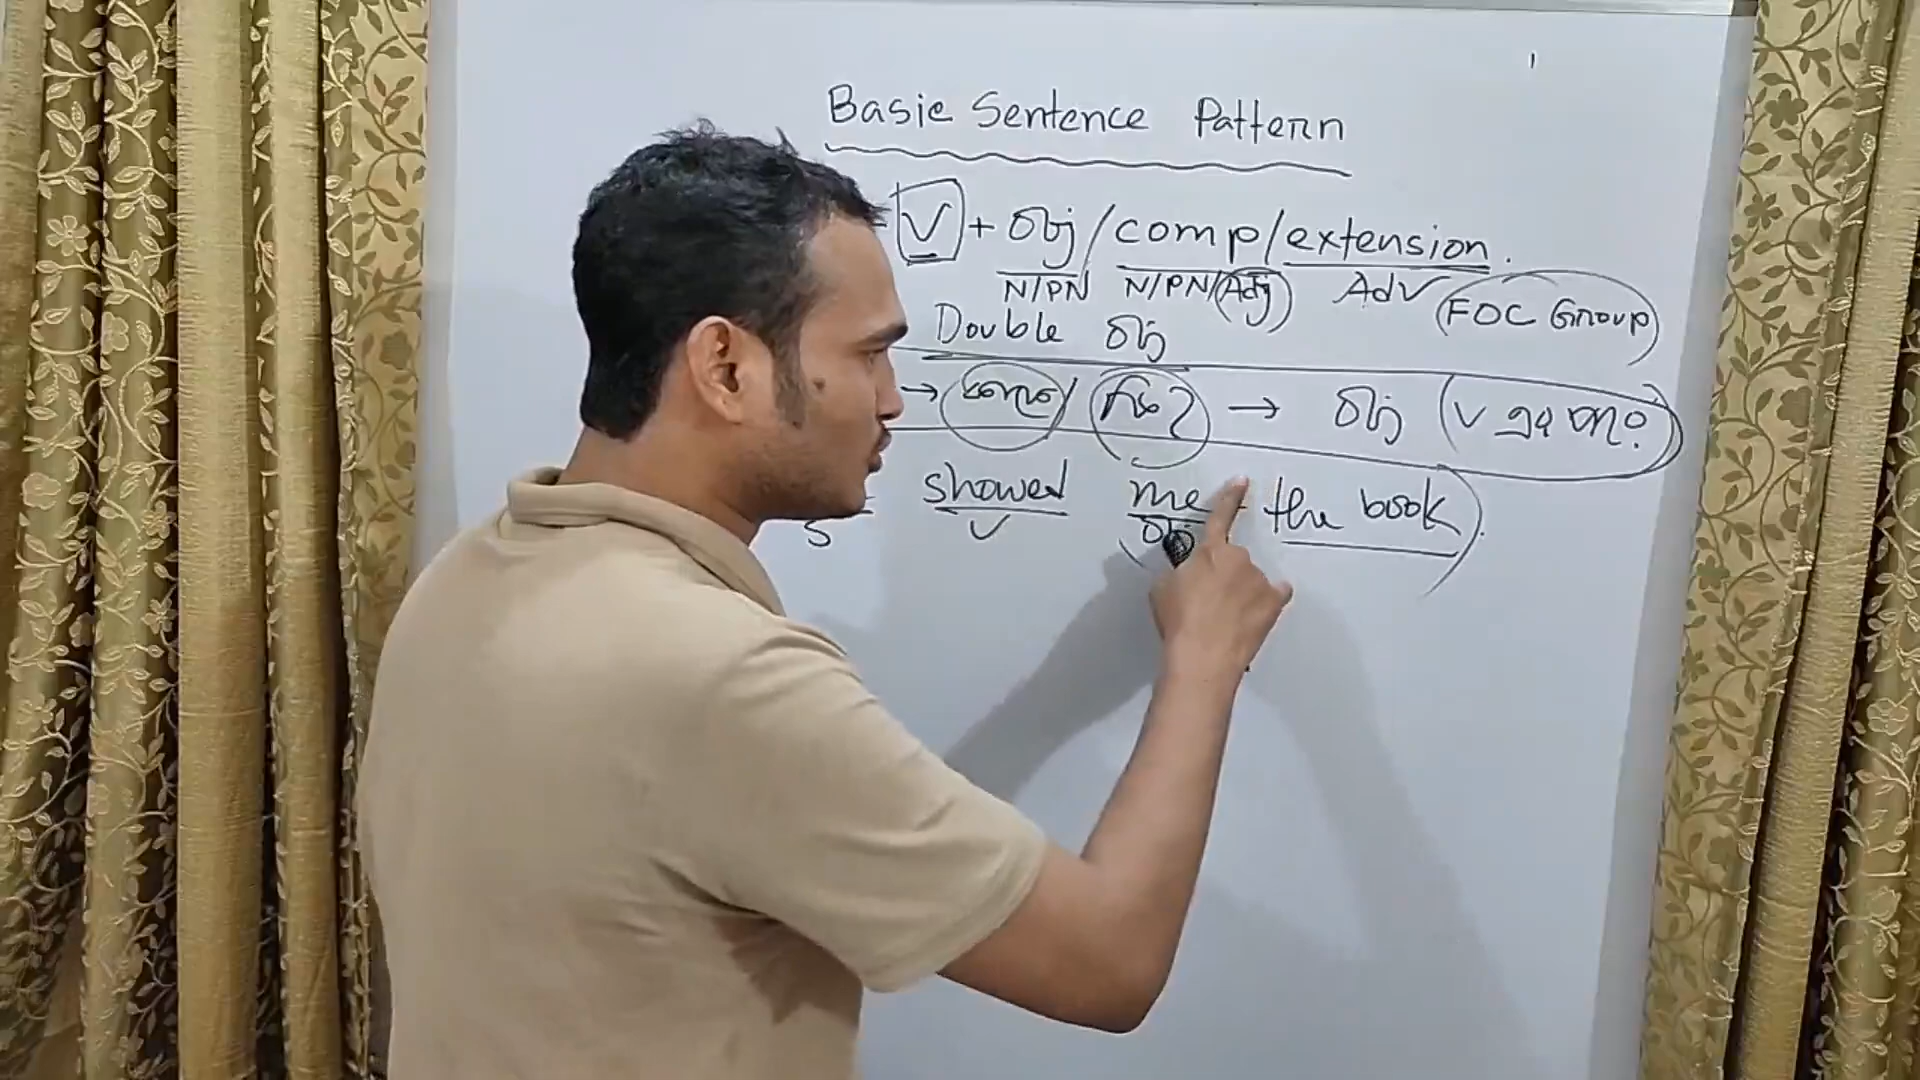 Basic Sentence Pattern
V + obj/comp/extension.
N/PN N/PN/Adj Adv (FOC Group)
Double obj
→ / → obj (V
showed me the book).
S V obj